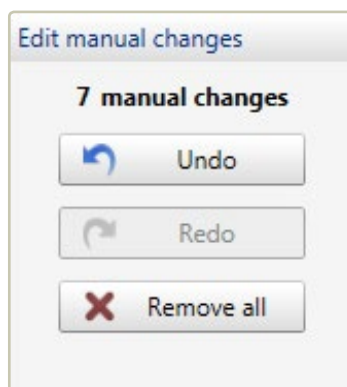 Edit manual changes
7 manual changes
Undo
Redo
Remove all